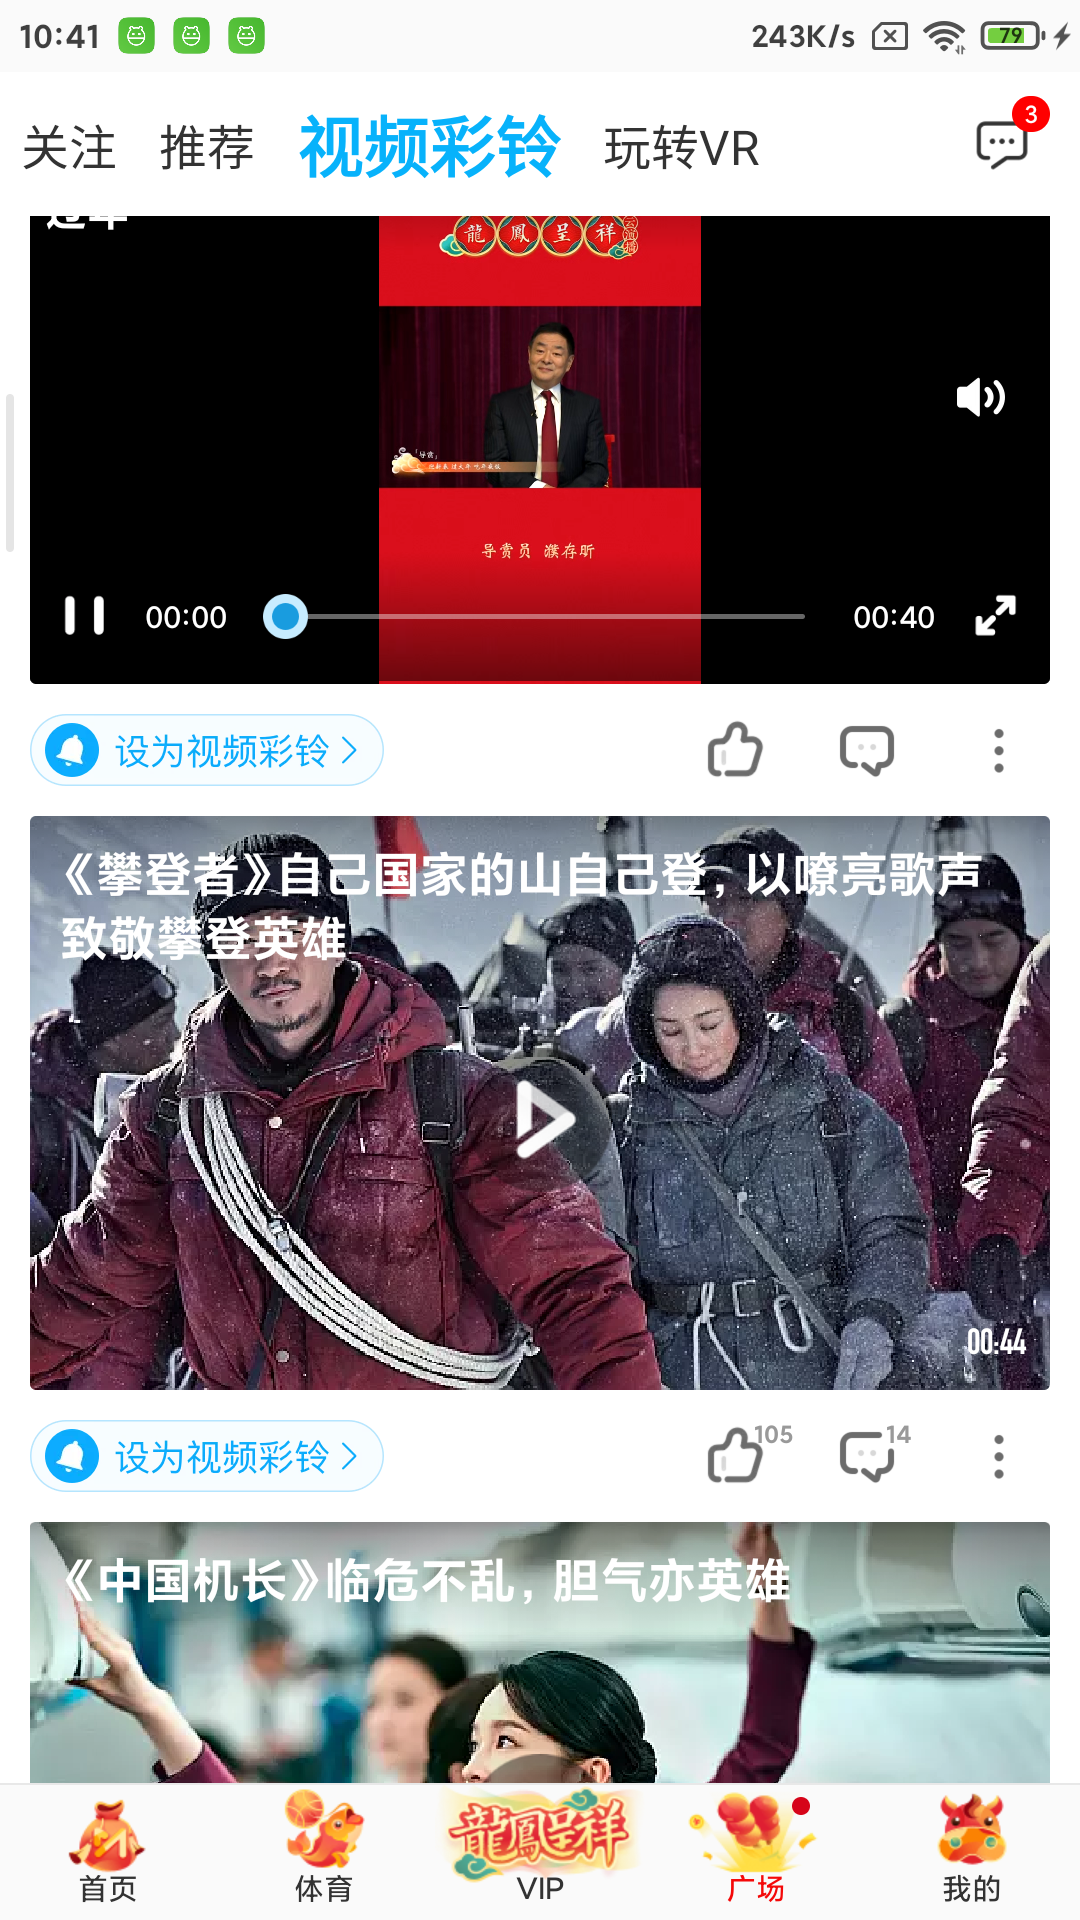 10:41
243K/s
79
关注 推荐 视频彩铃 玩转VR
3
龍鳳呈祥
「导赏」
导赏员 濮存昕
00:00
00:40
设为视频彩铃
《攀登者》自己国家的山自己登，以嘹亮歌声
致敬攀登英雄
00:44
设为视频彩铃
105
14
《中国机长》临危不乱，胆气亦英雄
龍鳳呈祥
首页 体育 VIP 广场 我的